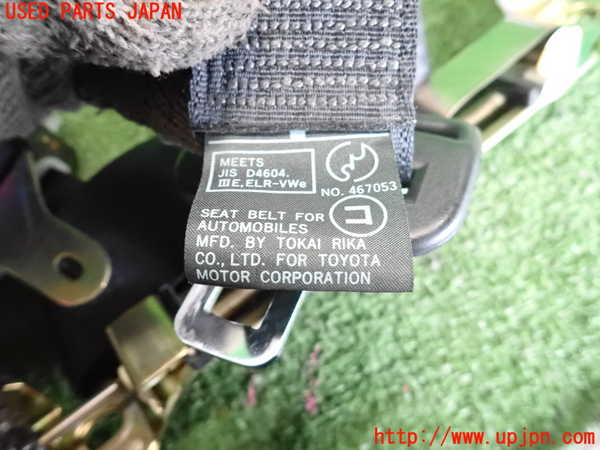 USED PARTS JAPAN
MEETS
JIS D4604.
ⅢE,ELR-VWe
NO. 467053
SEAT BELT FOR
AUTOMOBILES
コ
MFD. BY TOKAI RIKA
CO., LTD. FOR TOYOTA
MOTOR CORPORATION
http://www.upjpn.com/